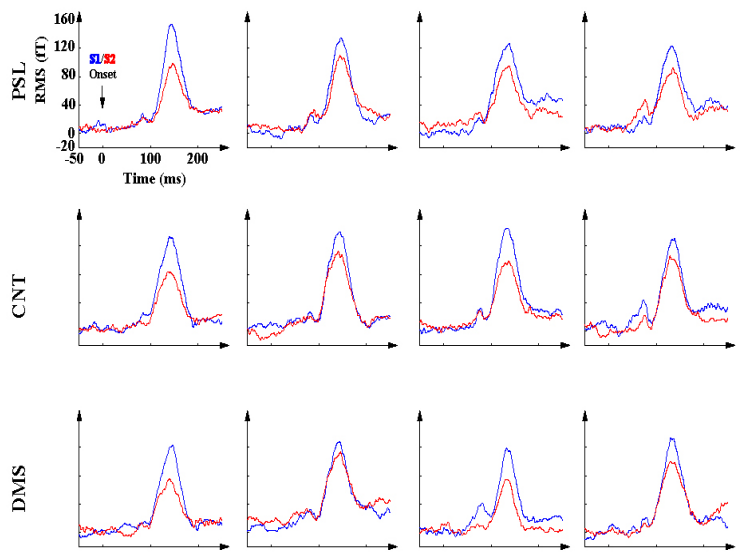 PSL
RMS (fT)
160
120
80
40
0
-20
S1/S2
Onset
-50 0 100 200
Time (ms)
CNT
DMS